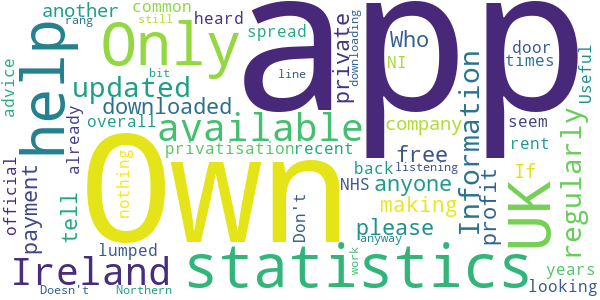 app
Own
Only
help
UK
statistics
Ireland
available
Information
updated
downloaded
regularly
private
payment
please
profit
free
anyone
making
tell
Who
company
privatisation
recent
overall
another
common
heard
spread
NI
door
times
Useful
seem
rent
If
years
looking
back
NHS
Don't
advice
already
official
nothing
lumped
Doesn't
Northern
still
rang
bit
line
listening
anyway
work
downloading